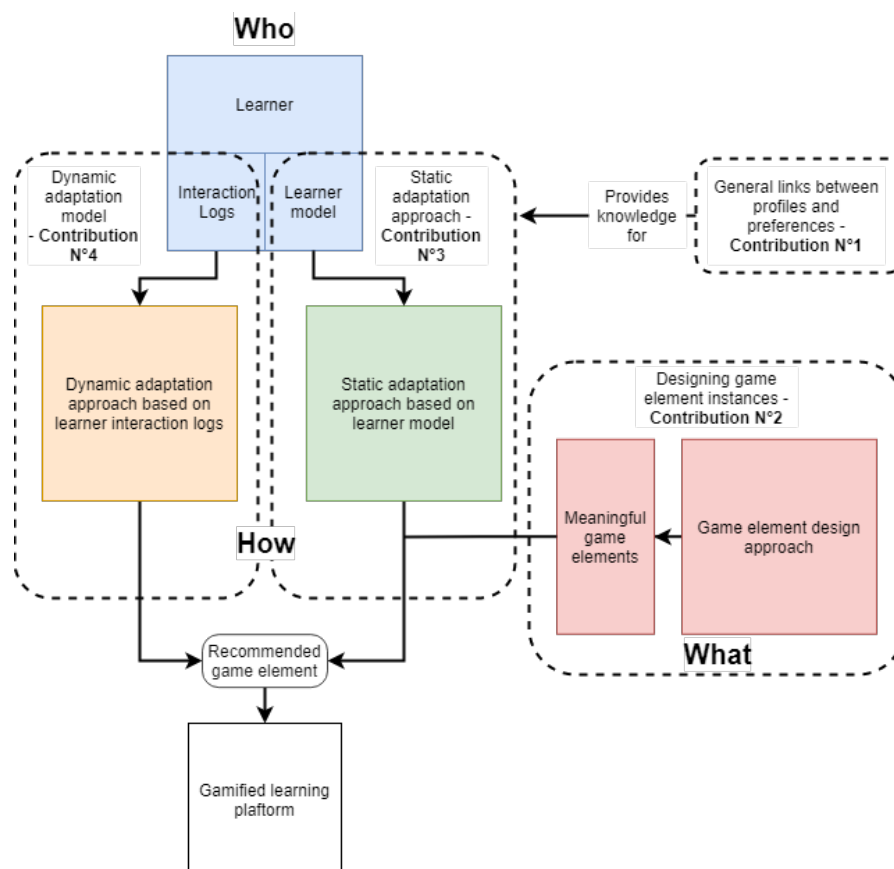 Who
Learner
Dynamic
adaptation
model
- Contribution
N°4
Interaction
Logs
Learner
model
Static
adaptation
approach -
Contribution
N°3
Provides
knowledge
for
General links between
profiles and
preferences -
Contribution N°1
Dynamic adaptation
approach based on
learner interaction logs
Static adaptation
approach based on
learner model
Designing game
element instances -
Contribution N°2
Meaningful
game
elements
Game element design
approach
How
What
Recommended
game element
Gamified learning
plaftorm